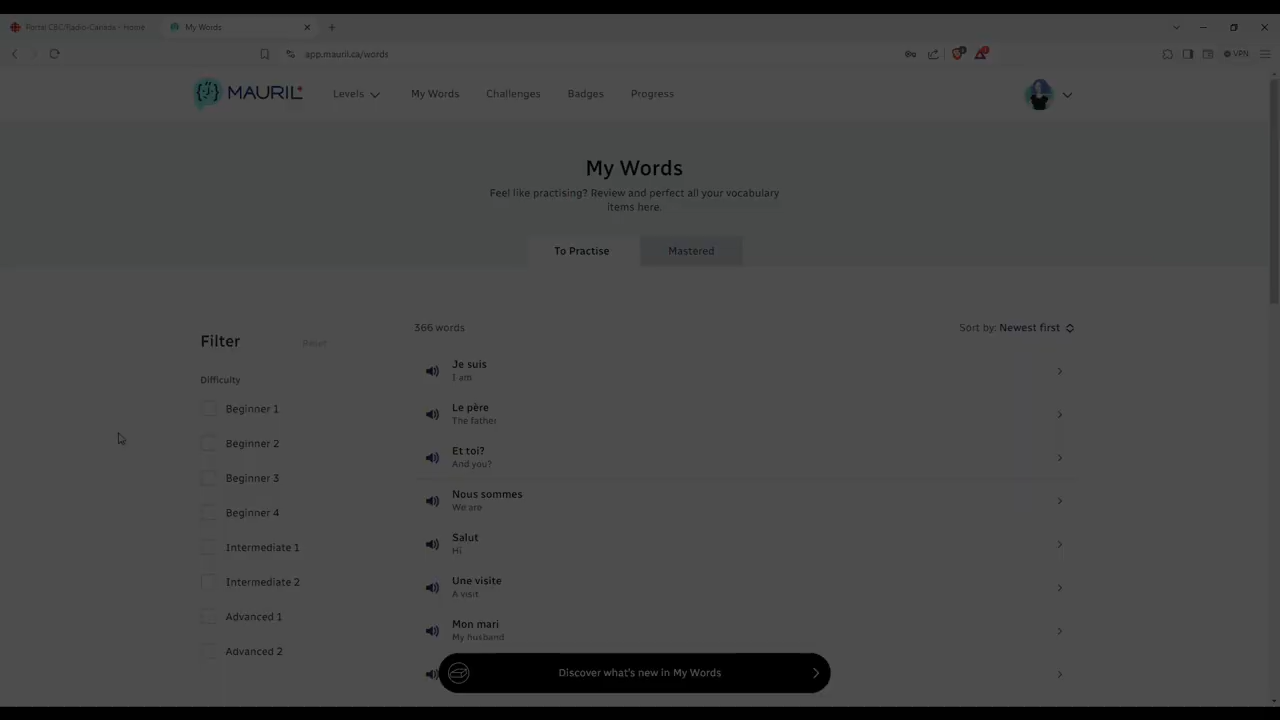 Portail CBC/Radio-Canada - Home
My Words
app.mauril.ca/words
VPN
MAURIL
Levels
My Words
Challenges
Badges
Progress
My Words
Feel like practising? Review and perfect all your vocabulary
items here.
To Practise
Mastered
Filter
Reset
Difficulty
Beginner 1
Beginner 2
Beginner 3
Beginner 4
Intermediate 1
Intermediate 2
Advanced 1
Advanced 2
366 words
Sort by: Newest first
Je suis
I am
Le père
The father
Et toi?
And you?
Nous sommes
We are
Salut
Hi
Une visite
A visit
Mon mari
My husband
Discover what's new in My Words